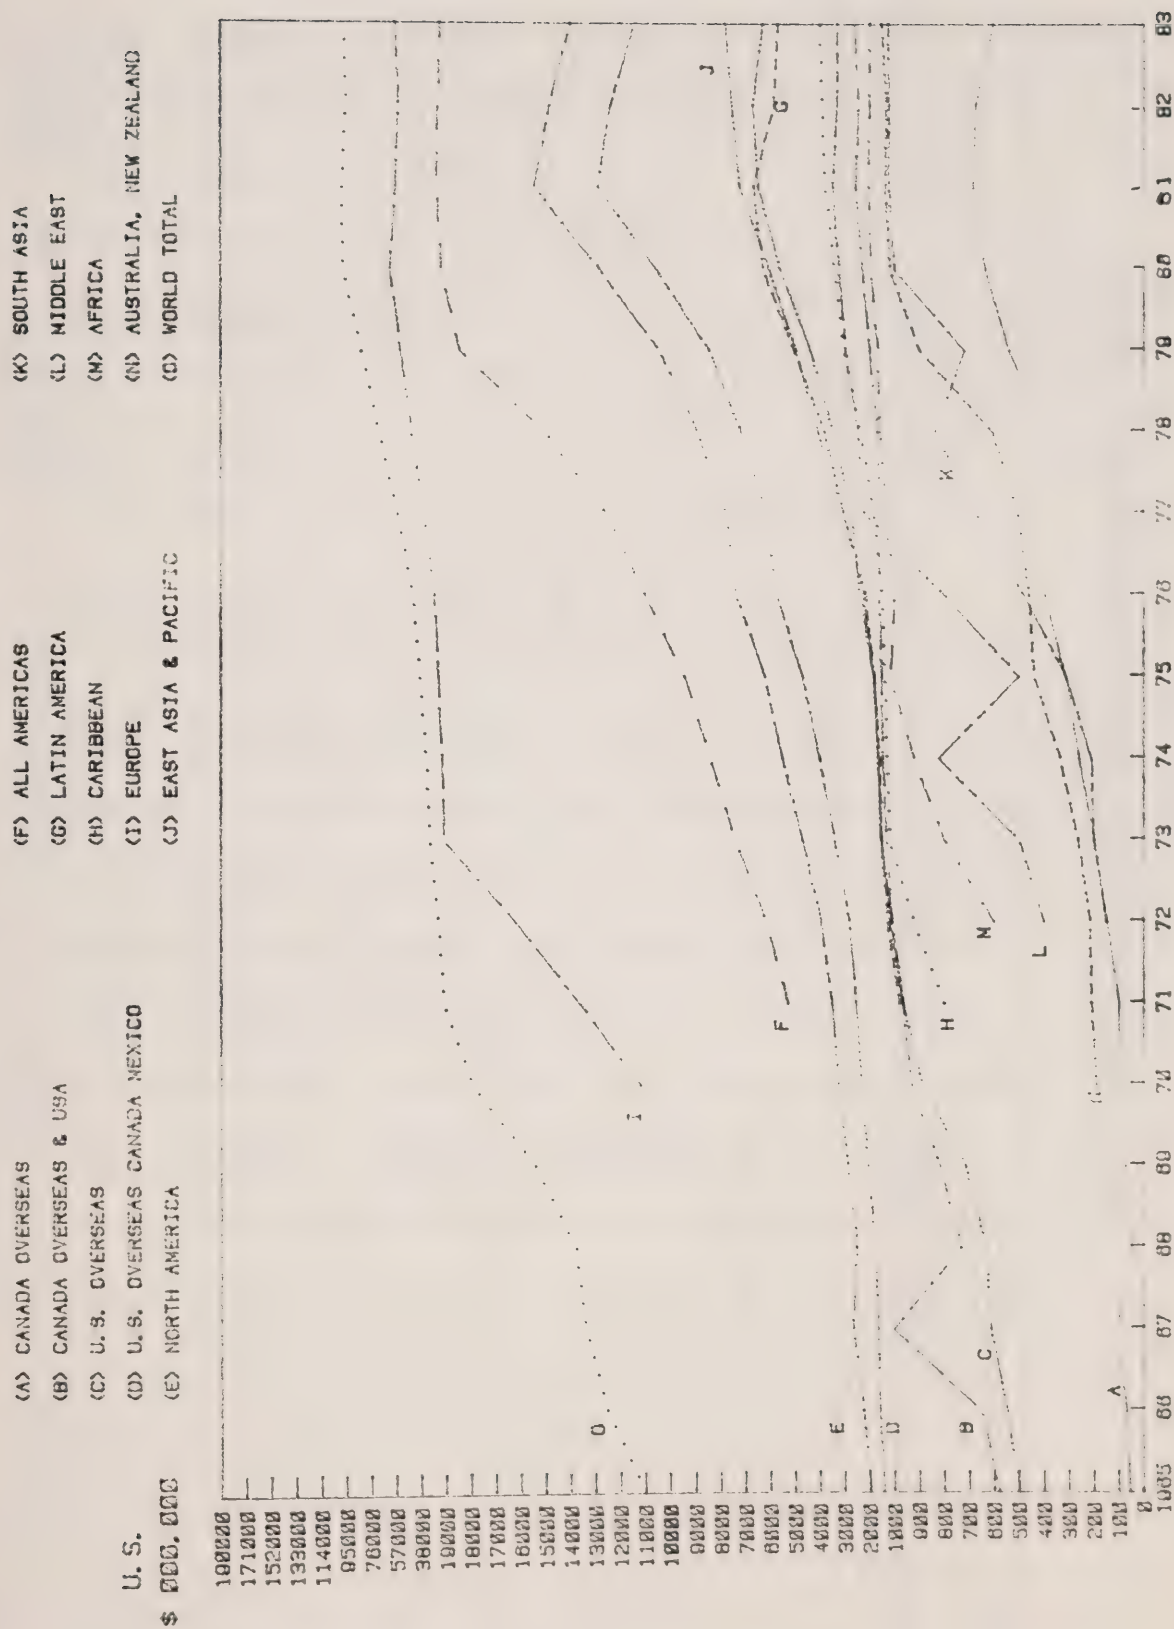 (A) CANADA OVERSEAS
(B) CANADA OVERSEAS & USA
(C) U.S. OVERSEAS
(D) U.S. OVERSEAS CANADA MEXICO
(E) NORTH AMERICA
(F) ALL AMERICAS
(G) LATIN AMERICA
(H) CARIBBEAN
(I) EUROPE
(J) EAST ASIA & PACIFIC
(K) SOUTH ASIA
(L) MIDDLE EAST
(M) AFRICA
(N) AUSTRALIA, NEW ZEALAND
(O) WORLD TOTAL
U.S.
$ 000,000
190000
171000
152000
133000
114000
95000
76000
57000
38000
19000
18000
17000
16000
15000
14000
13000
12000
11000
10000
9000
8000
7000
6000
5000
4000
3000
2000
1000
900
800
700
600
500
400
300
200
100
0
O
E
D
B
C
A
I
F
H
M
L
K
J
G
1965 66 67 68 69 70 71 72 73 74 75 76 77 78 79 80 81 82 83